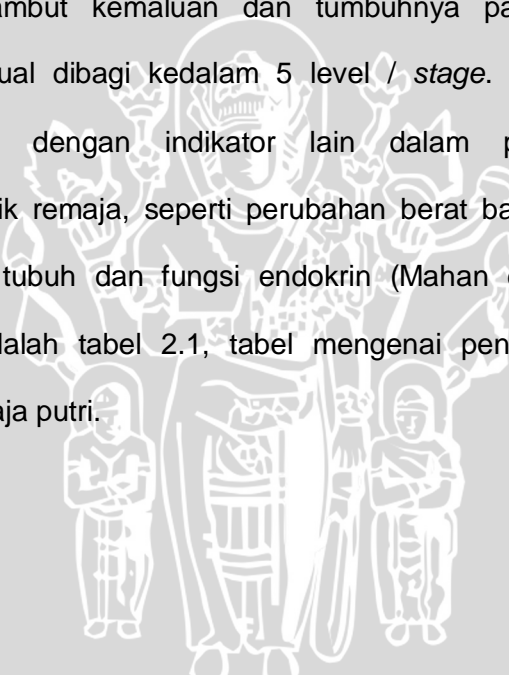 ambut kemaluan dan tumbuhnya pa
ual dibagi kedalam 5 level / stage.
dengan indikator lain dalam p
ik remaja, seperti perubahan berat ba
tubuh dan fungsi endokrin (Mahan
lalah tabel 2.1, tabel mengenai pen
ja putri.